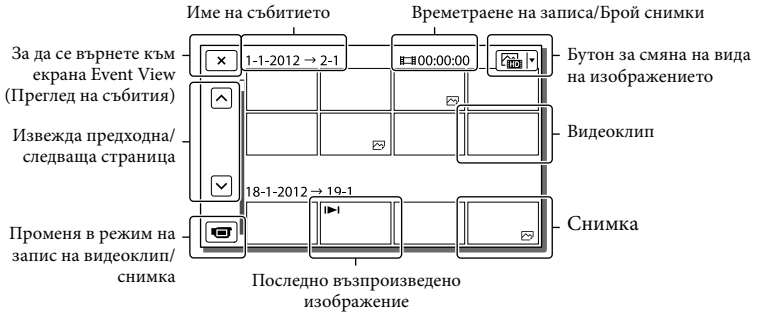 Име на събитието
Времетраене на записа/Брой снимки
За да се върнете към
екрана Event View
(Преглед на събития)
1-1-2012 → 2-1
00:00:00
HD
Бутон за смяна на вида
на изображението
Извежда предходна/
следваща страница
Видеоклип
18-1-2012 → 19-1
Променя в режим на
запис на видеоклип/
снимка
Снимка
Последно възпроизведено
изображение